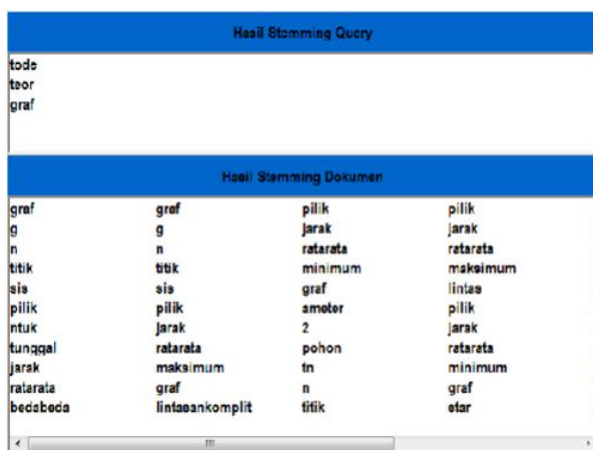 Hasil Stemming Query
tode
teor
graf
Hasil Stemming Dokumen
graf graf pilik pilik
g g jarak jarak
n n ratarata ratarata
titik titik minimum maksimum
sis sis graf lintas
pilik pilik ameter pilik
ntuk jarak 2 jarak
tunggal ratarata pohon ratarata
jarak maksimum tn minimum
ratarata graf n graf
bedabeda lintasankomplit titik star